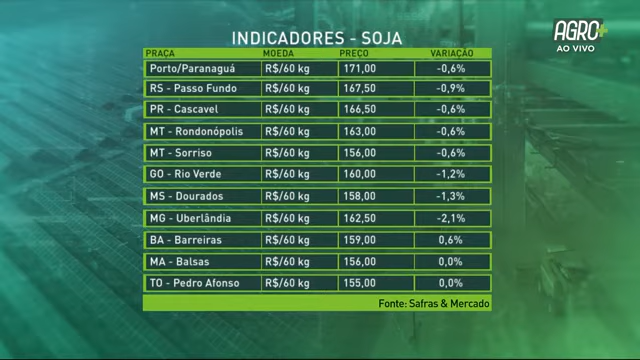 AGRO+
AO VIVO
INDICADORES - SOJA
PRAÇA MOEDA PREÇO VARIAÇÃO
Porto/Paranaguá R$/60 kg 171,00 -0,6%
RS - Passo Fundo R$/60 kg 167,50 -0,9%
PR - Cascavel R$/60 kg 166,50 -0,6%
MT - Rondonópolis R$/60 kg 163,00 -0,6%
MT - Sorriso R$/60 kg 156,00 -0,6%
GO - Rio Verde R$/60 kg 160,00 -1,2%
MS - Dourados R$/60 kg 158,00 -1,3%
MG - Uberlândia R$/60 kg 162,50 -2,1%
BA - Barreiras R$/60 kg 159,00 0,6%
MA - Balsas R$/60 kg 156,00 0,0%
TO - Pedro Afonso R$/60 kg 155,00 0,0%
Fonte: Safras & Mercado